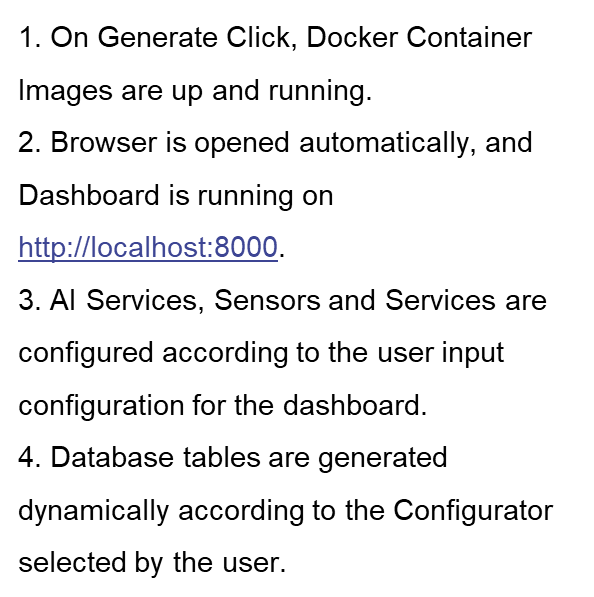 1. On Generate Click, Docker Container
Images are up and running.
2. Browser is opened automatically, and
Dashboard is running on
http://localhost:8000.
3. AI Services, Sensors and Services are
configured according to the user input
configuration for the dashboard.
4. Database tables are generated
dynamically according to the Configurator
selected by the user.